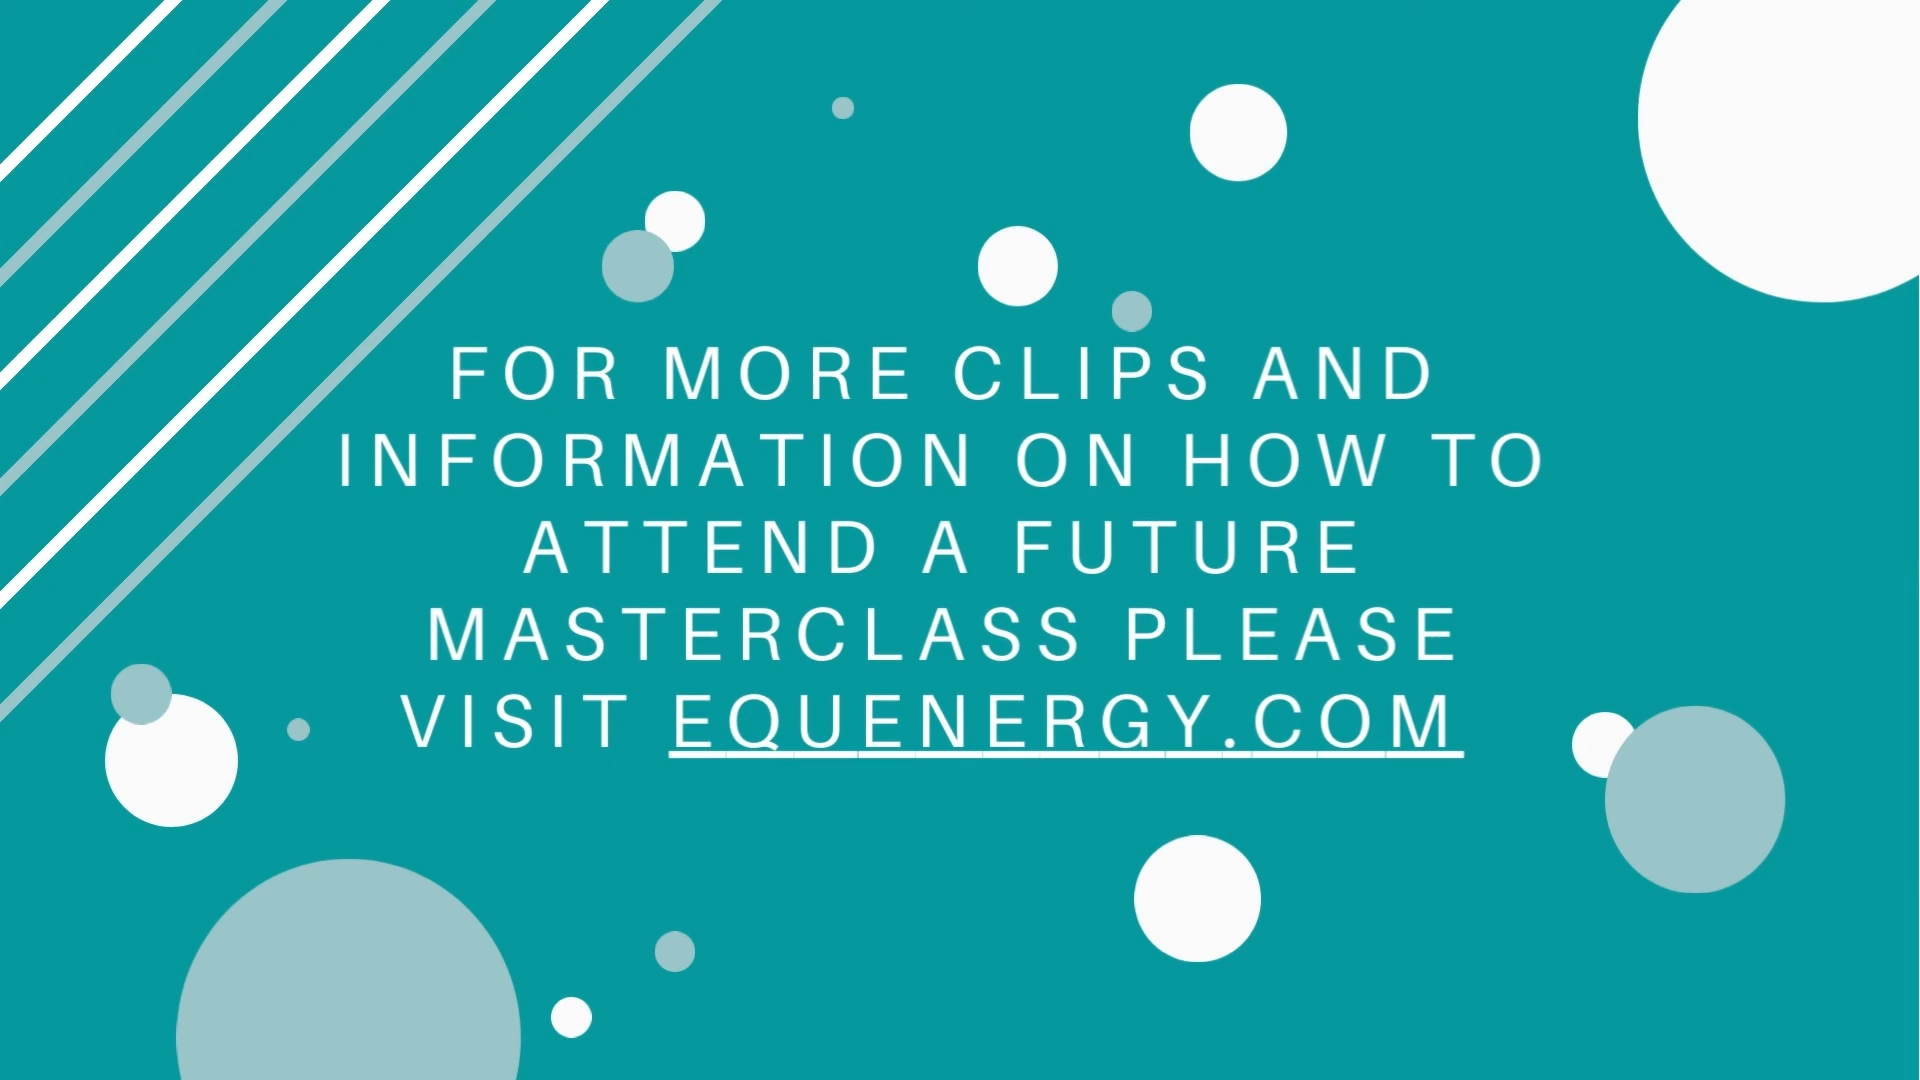 FOR MORE CLIPS AND
INFORMATION ON HOW TO
ATTEND A FUTURE
MASTERCLASS PLEASE
VISIT EQUENERGY.COM